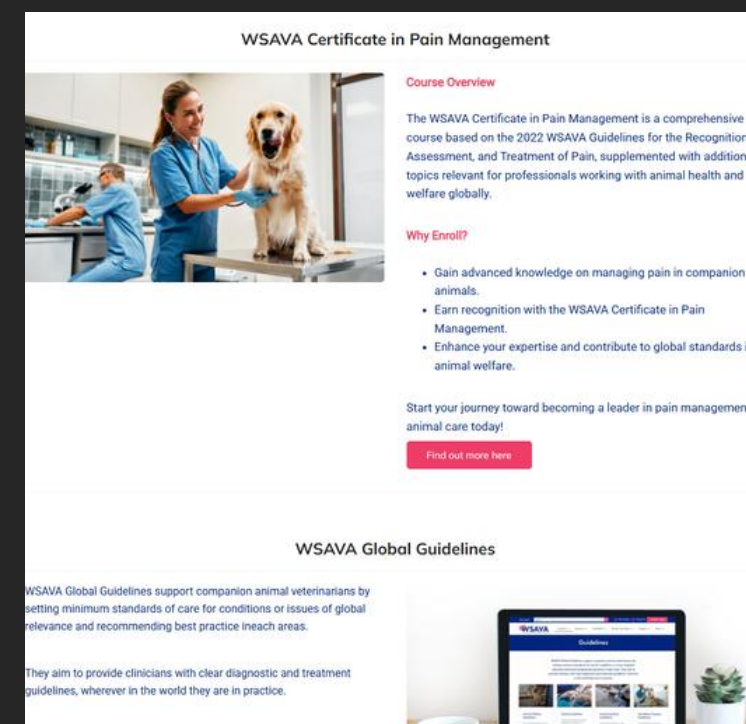 WSAVA Certificate in Pain Management
Course Overview
The WSAVA Certificate in Pain Management is a comprehensive
course based on the 2022 WSAVA Guidelines for the Recognition
Assessment, and Treatment of Pain, supplemented with addition
topics relevant for professionals working with animal health and
welfare globally.
Why Enroll?
• Gain advanced knowledge on managing pain in companion
animals.
• Earn recognition with the WSAVA Certificate in Pain
Management.
• Enhance your expertise and contribute to global standards i
animal welfare.
Start your journey toward becoming a leader in pain managemen
animal care today!
Find out more here
WSAVA Global Guidelines
WSAVA Global Guidelines support companion animal veterinarians by
setting minimum standards of care for conditions or issues of global
relevance and recommending best practice ineach areas.
They aim to provide clinicians with clear diagnostic and treatment
guidelines, wherever in the world they are in practice.
WSAVA
Guidelines